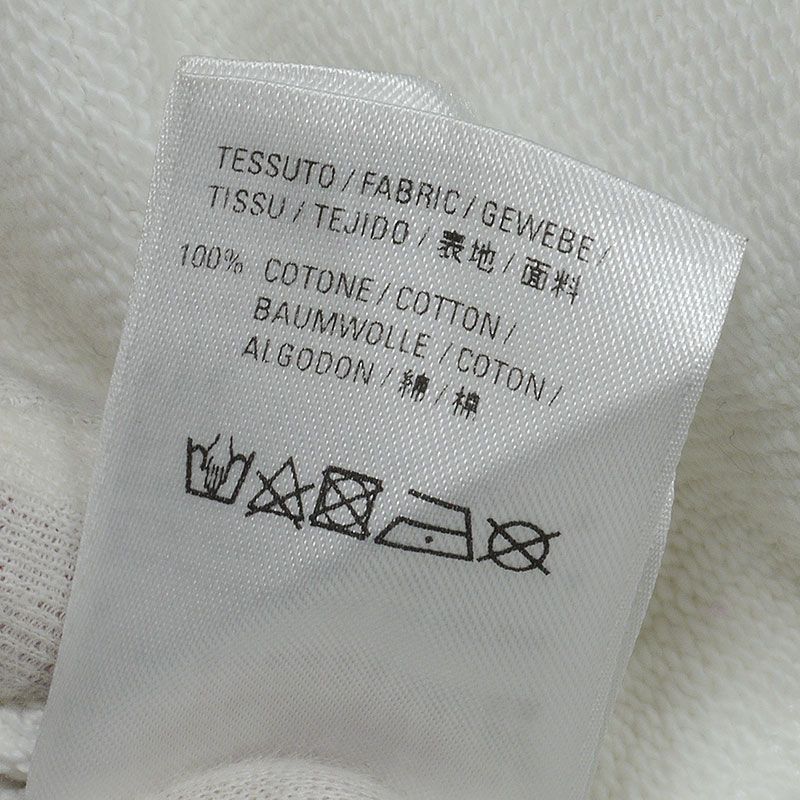 TESSUTO / FABRIC / GEWEBE /
TISSU / TEJIDO / 表地 / 面料
100% COTONE / COTTON /
BAUMWOLLE / COTON /
ALGODON / 綿 / 棉